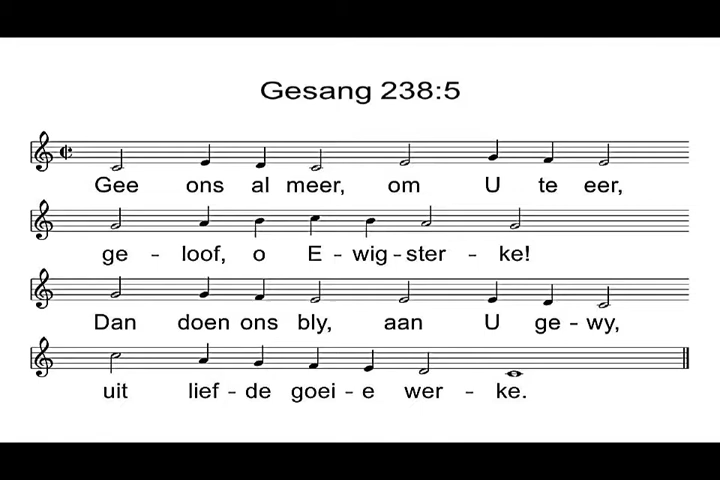 Gesang 238:5
Gee ons al meer, om U te eer,
ge - loof, o E - wig - ster - ke!
Dan doen ons bly, aan U ge - wy,
uit lief - de goei - e wer - ke.